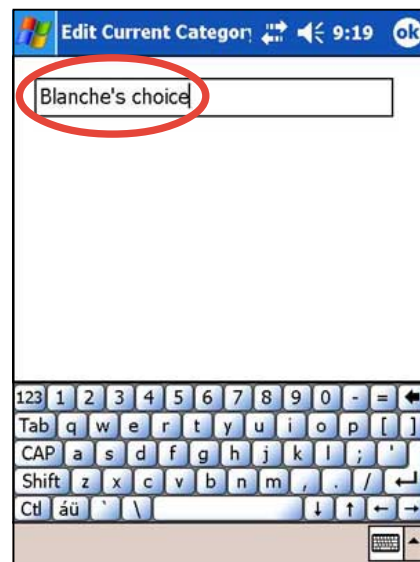 Edit Current Categor 9:19 ok
Blanche's choice
123 1 2 3 4 5 6 7 8 9 0 - =
Tab q w e r t y u i o p [ ]
CAP a s d f g h j k l ; '
Shift z x c v b n m , . /
Ctl áü ` \